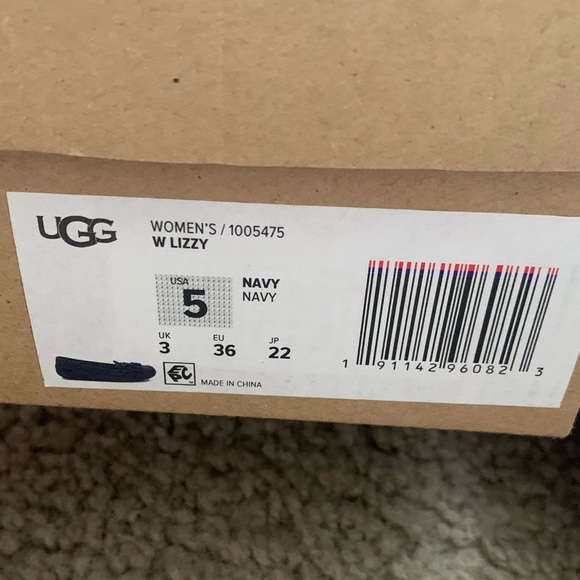 UGG
WOMEN'S / 1005475
W LIZZY
USA
5
NAVY
NAVY
UK EU JP
3 36 22
MADE IN CHINA
1 91142 96082 3